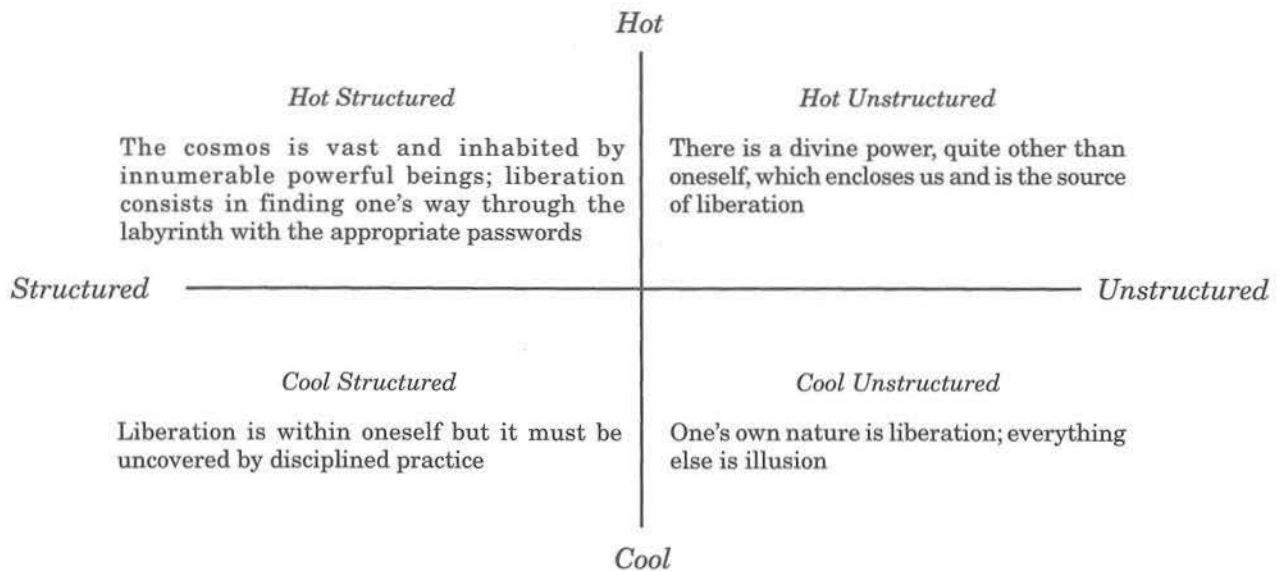 Hot
Hot Structured
The cosmos is vast and inhabited by
innumerable powerful beings; liberation
consists in finding one's way through the
labyrinth with the appropriate passwords
Hot Unstructured
There is a divine power, quite other than
oneself, which encloses us and is the source
of liberation
Structured
Unstructured
Cool Structured
Liberation is within oneself but it must be
uncovered by disciplined practice
Cool Unstructured
One's own nature is liberation; everything
else is illusion
Cool